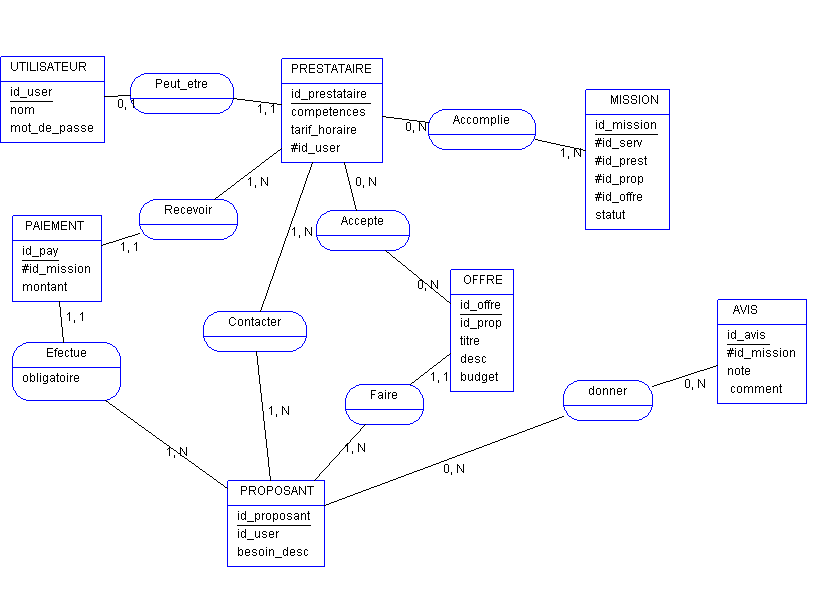 UTILISATEUR
id_user
nom
mot_de_passe
0, 1
Peut_etre
1, 1
PRESTATAIRE
id_prestataire
competences
tarif_horaire
#id_user
0, N
Accomplie
1, N
MISSION
id_mission
#id_serv
#id_prest
#id_prop
#id_offre
statut
1, N
Recevoir
1, 1
PAIEMENT
id_pay
#id_mission
montant
1, 1
Efectue
obligatoire
1, N
1, N
Contacter
1, N
0, N
Accepte
0, N
OFFRE
id_offre
id_prop
titre
desc
budget
1, 1
Faire
1, N
AVIS
id_avis
#id_mission
note
comment
0, N
donner
0, N
PROPOSANT
id_proposant
id_user
besoin_desc